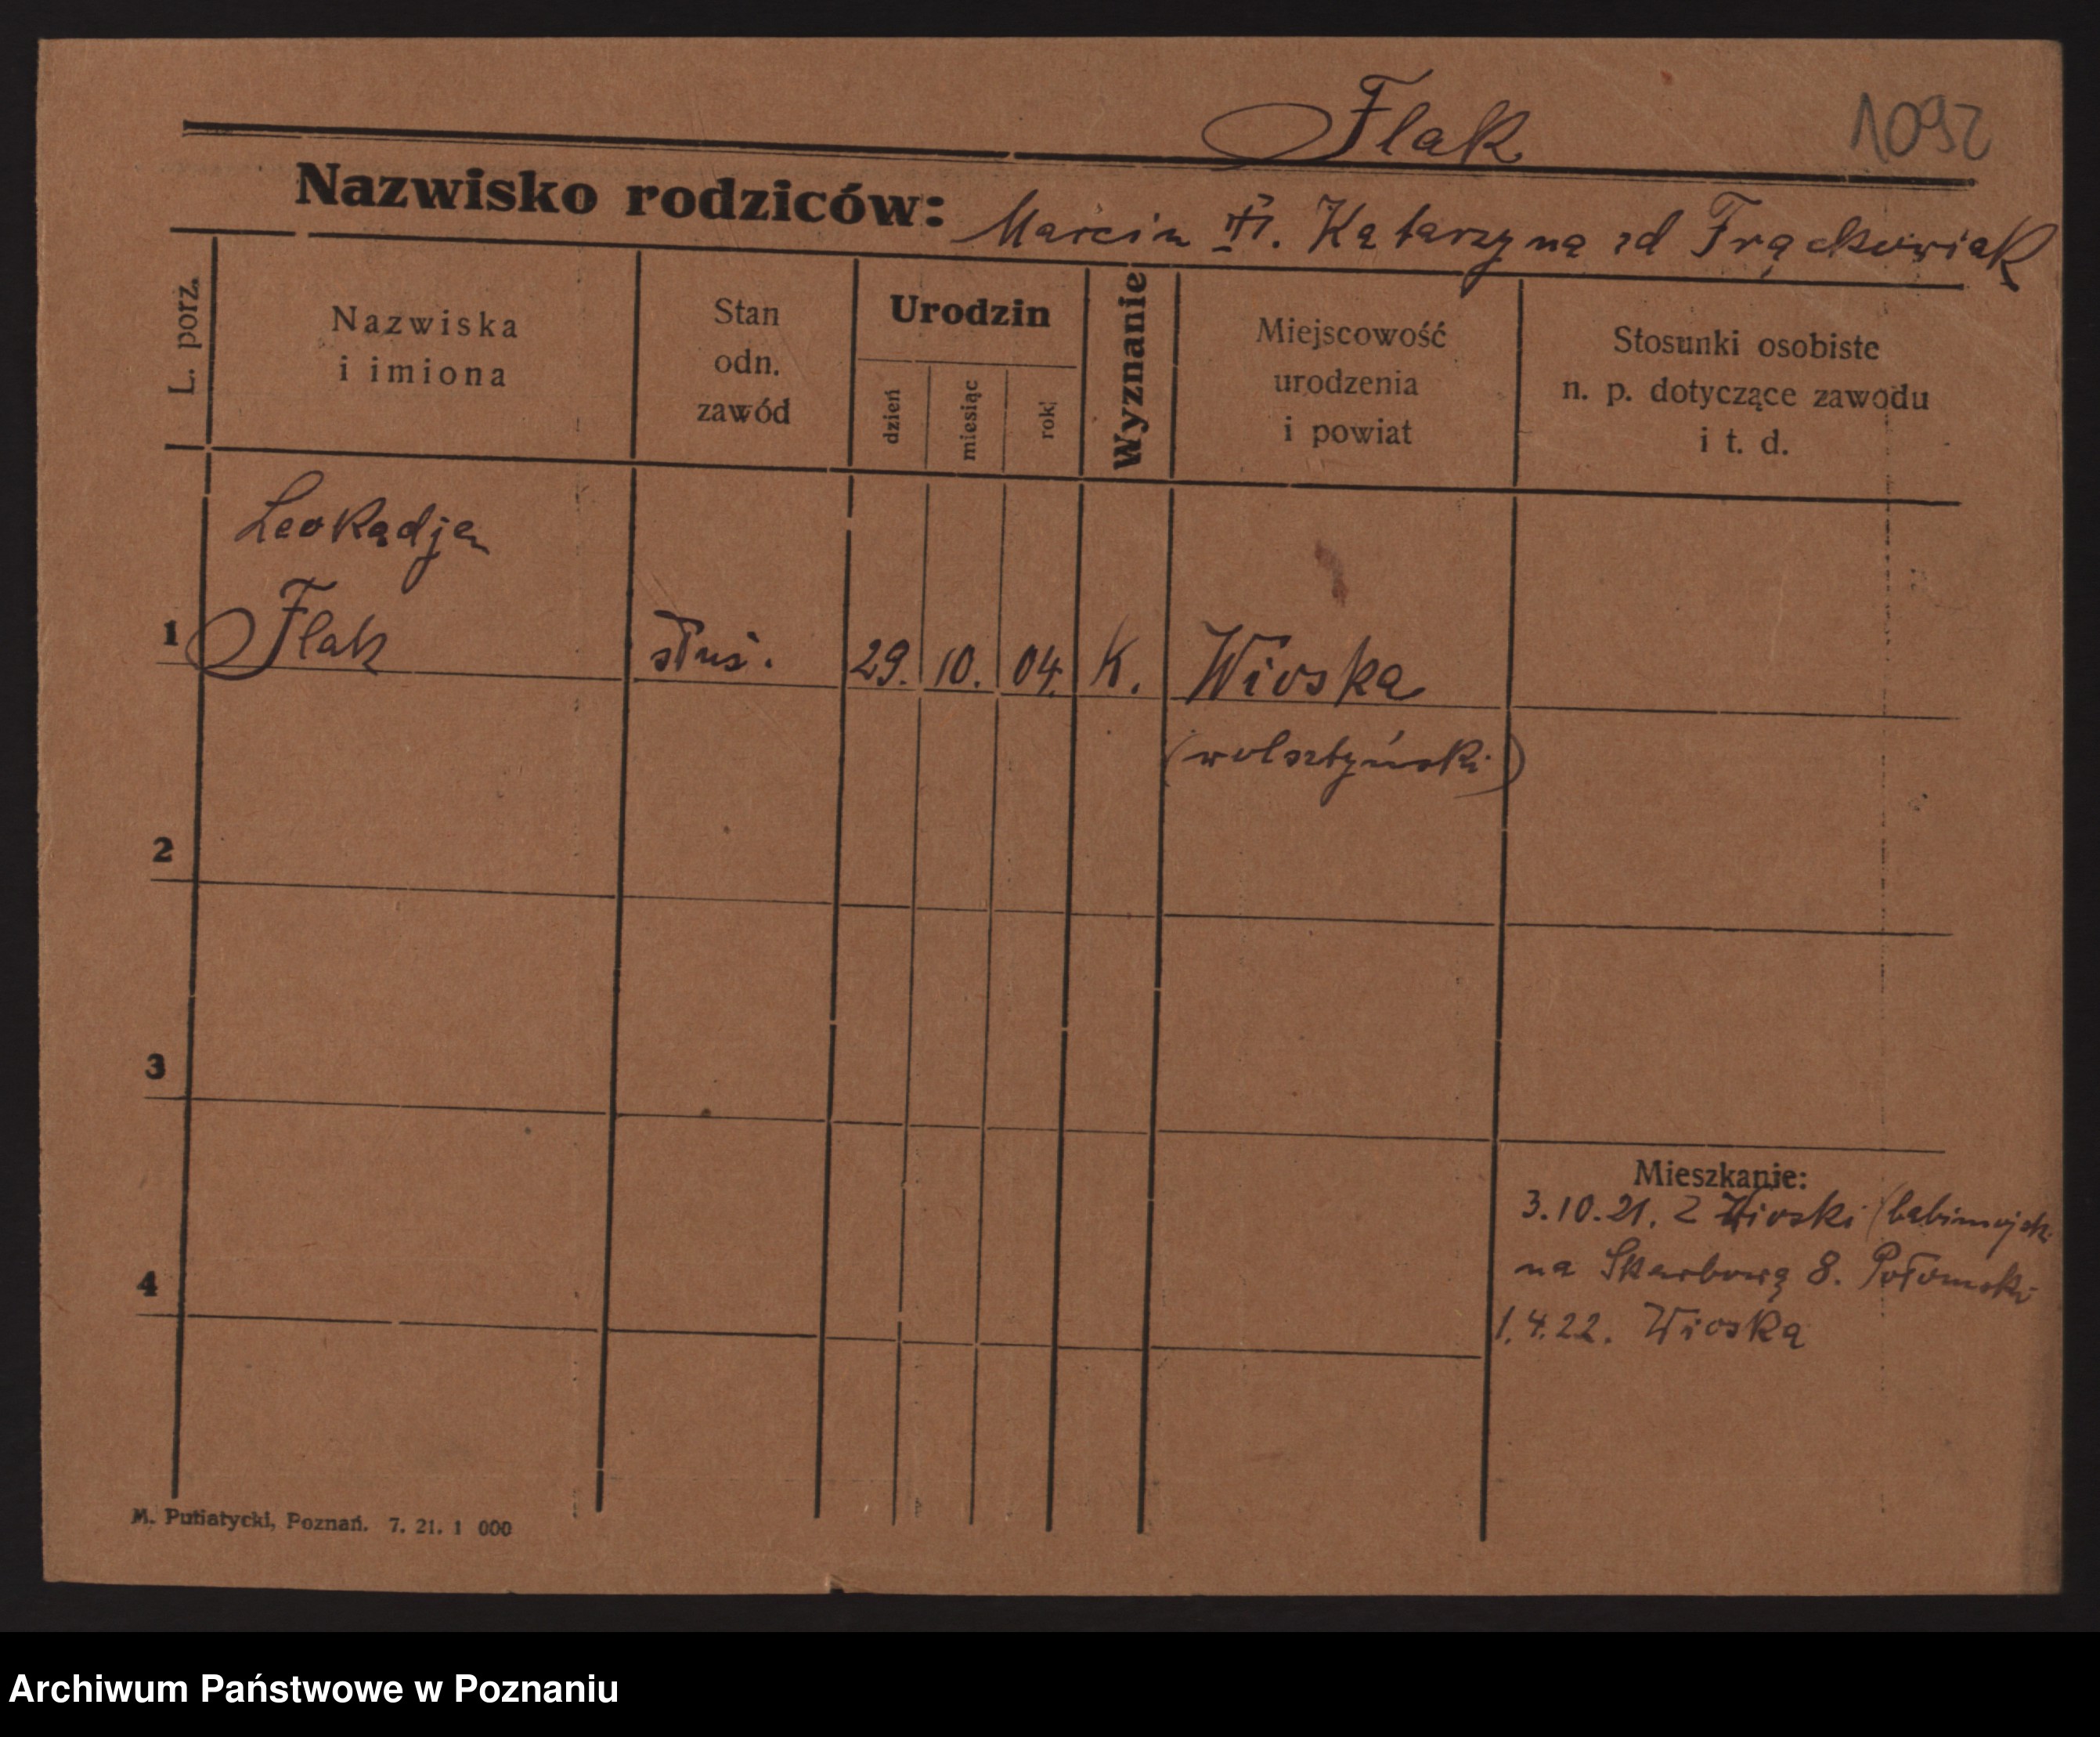 Flak 1092
Nazwisko rodziców: Marcin Katarzyna zd Frąckowiak
L. porz.
Nazwiska
i imiona
Stan
odn.
zawód
Urodzin
dzień
miesiąc
rok
Wyznanie
Miejscowość
urodzenia
i powiat
Stosunki osobiste
n. p. dotyczące zawodu
i t. d.
Leokadja
1 Flak służ. 29. 10. 04. K. Wioska
(wolsztyński)
2
3
4
Mieszkanie:
3.10.21. Z Wioski
na Skarbową 8. Połomski
1.4.22. Wioska
M. Putiatycki, Poznań. 7. 21. 1 000
Archiwum Państwowe w Poznaniu